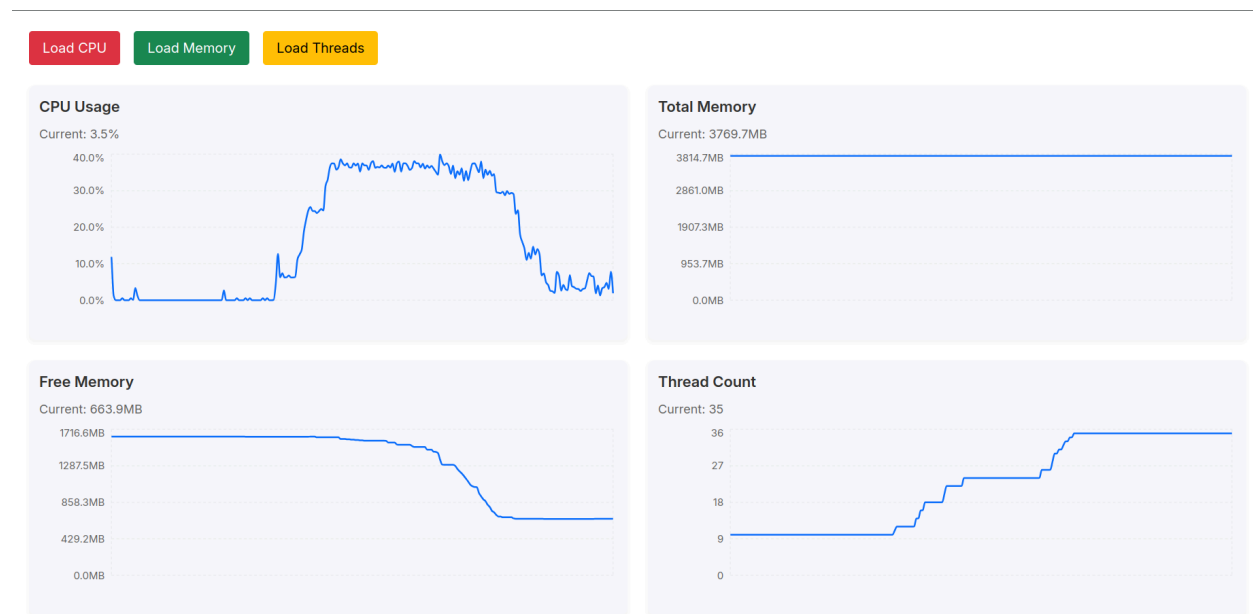 Load CPU
Load Memory
Load Threads
CPU Usage
Current: 3.5%
40.0%
30.0%
20.0%
10.0%
0.0%
Total Memory
Current: 3769.7MB
3814.7MB
2861.0MB
1907.3MB
953.7MB
0.0MB
Free Memory
Current: 663.9MB
1716.6MB
1287.5MB
858.3MB
429.2MB
0.0MB
Thread Count
Current: 35
36
27
18
9
0